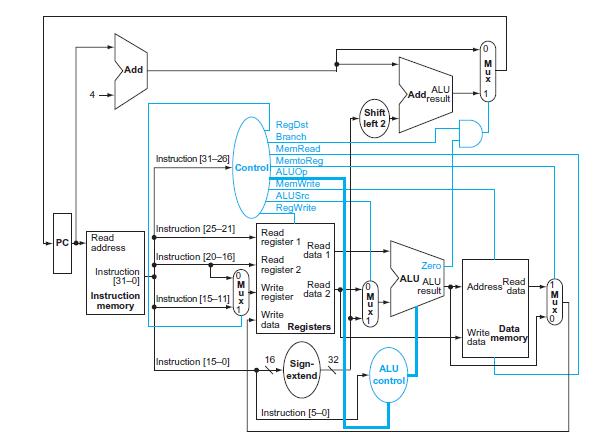 0
M
u
x
1
Add
4
ALU
Add result
Shift
left 2
RegDst
Branch
MemRead
MemtoReg
ALUOp
MemWrite
ALUSrc
RegWrite
Instruction [31–26]
Control
Instruction [25–21]
Instruction [20–16]
Instruction [15–11]
Instruction [15–0]
Instruction [5–0]
PC
Read
address
Instruction
[31–0]
Instruction
memory
0
M
u
x
1
Read
register 1
Read
data 1
Read
register 2
Write
register
Read
data 2
Write
data
Registers
0
M
u
x
1
Zero
ALU
ALU
result
Address
Read
data
Write
data
Data
memory
1
M
u
x
0
16
Sign-
extend
32
ALU
control